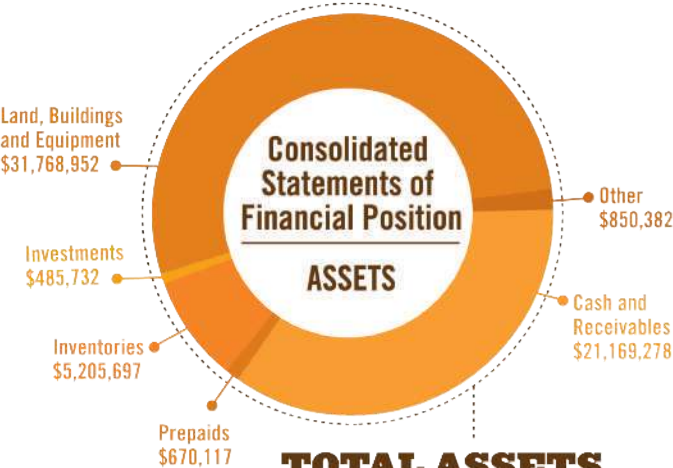 Consolidated
Statements of
Financial Position
ASSETS
Land, Buildings
and Equipment
$31,768,952
Investments
$485,732
Inventories
$5,205,697
Prepaids
$670,117
Other
$850,382
Cash and
Receivables
$21,169,278
TOTAL ASSETS